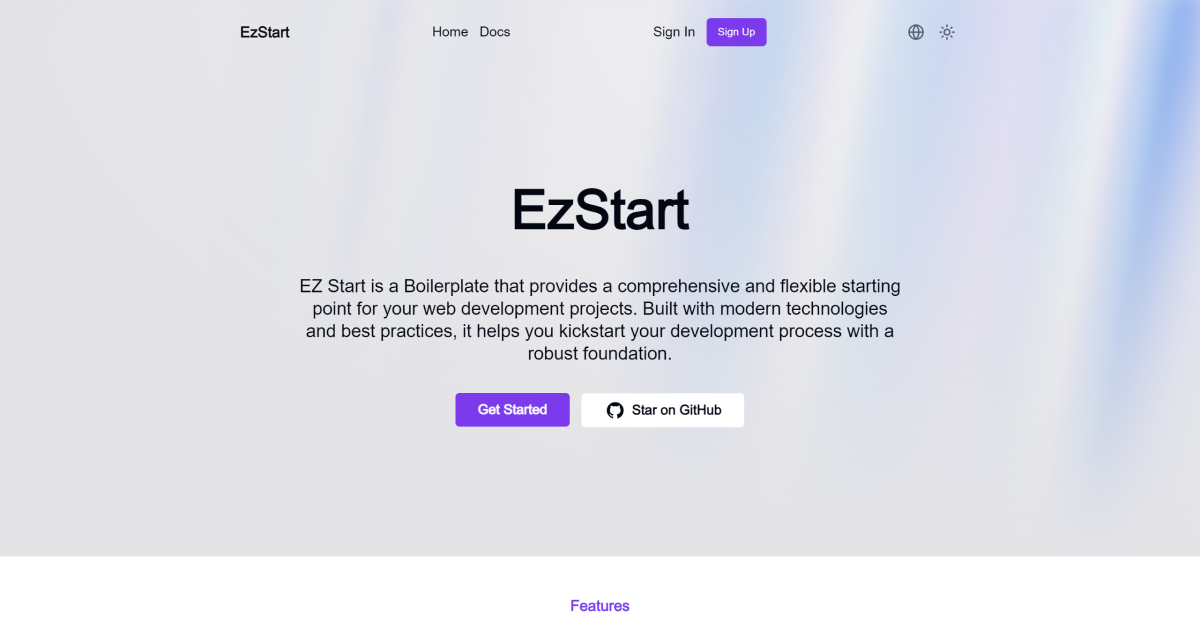 EzStart
Home Docs
Sign In Sign Up
EzStart
EZ Start is a Boilerplate that provides a comprehensive and flexible starting
point for your web development projects. Built with modern technologies
and best practices, it helps you kickstart your development process with a
robust foundation.
Get Started
Star on GitHub
Features